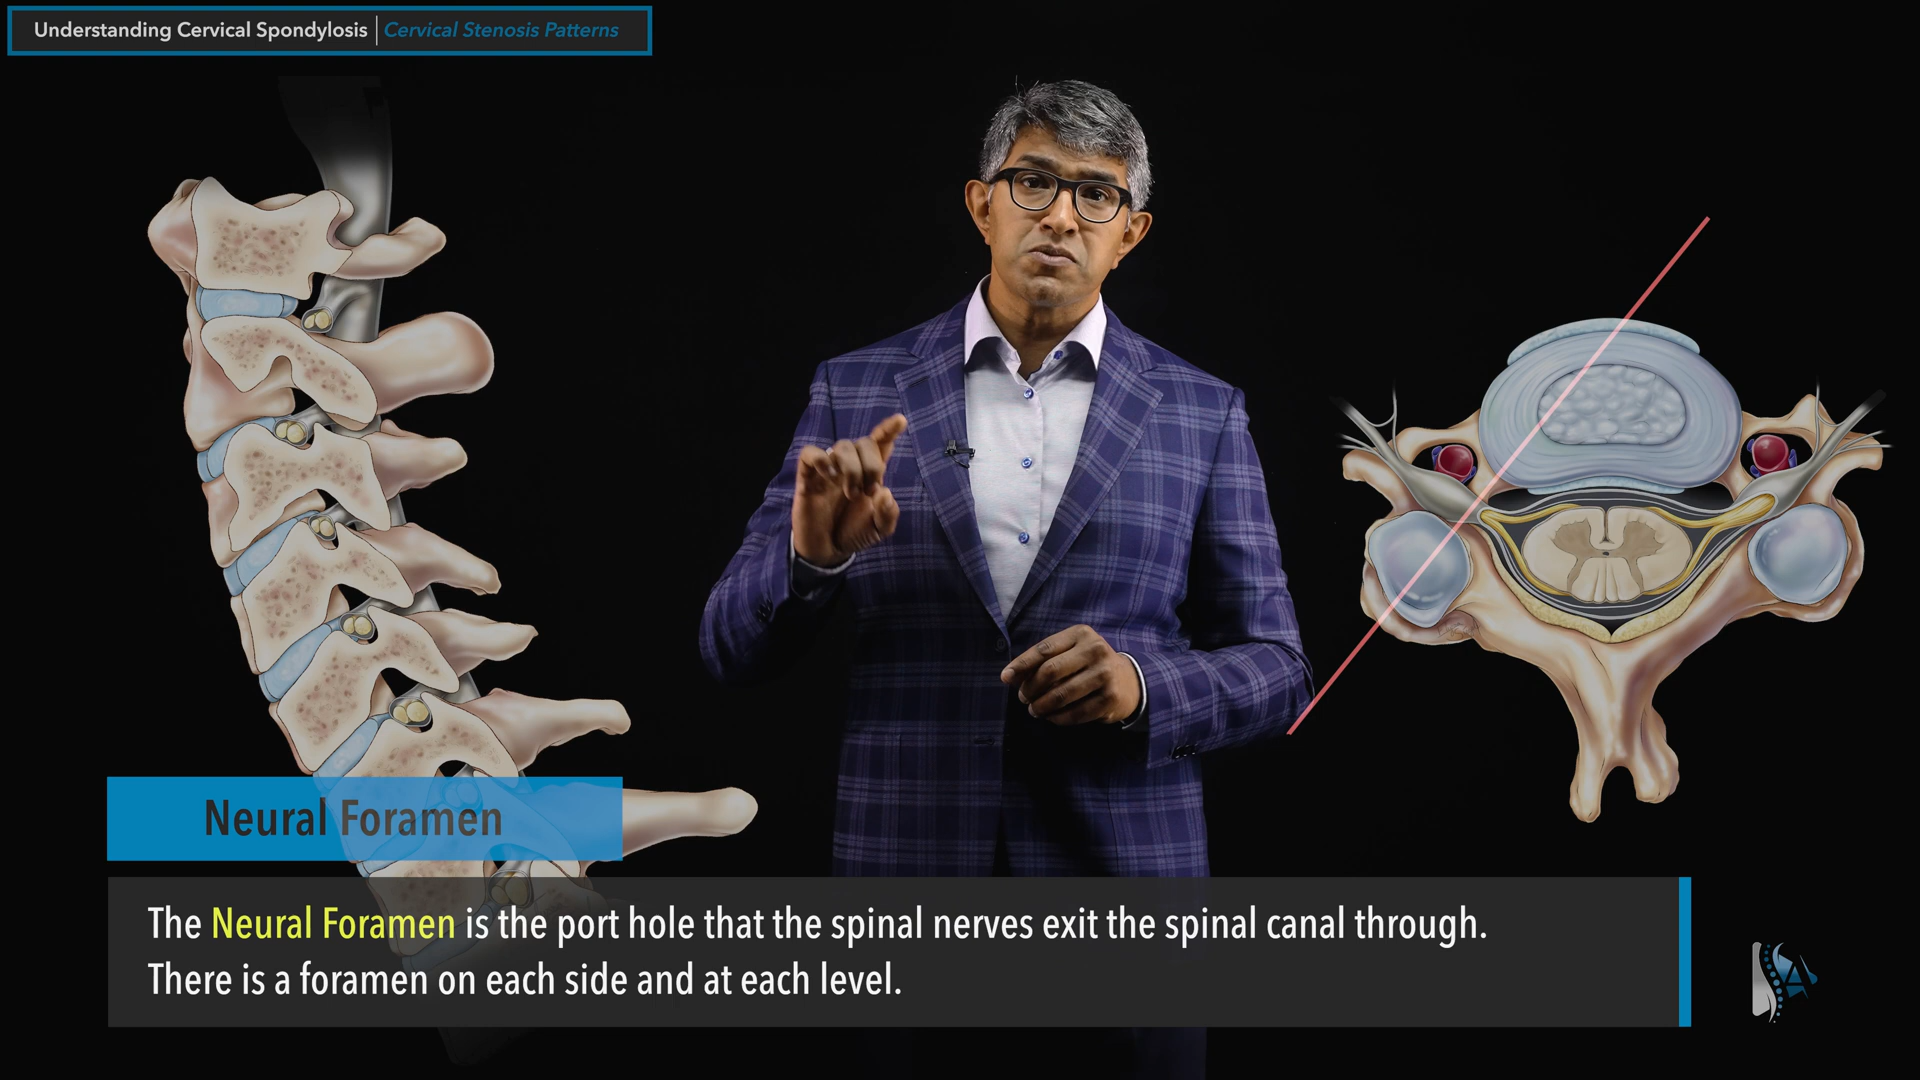 Understanding Cervical Spondylosis | Cervical Stenosis Patterns
Neural Foramen
The Neural Foramen is the port hole that the spinal nerves exit the spinal canal through.
There is a foramen on each side and at each level.